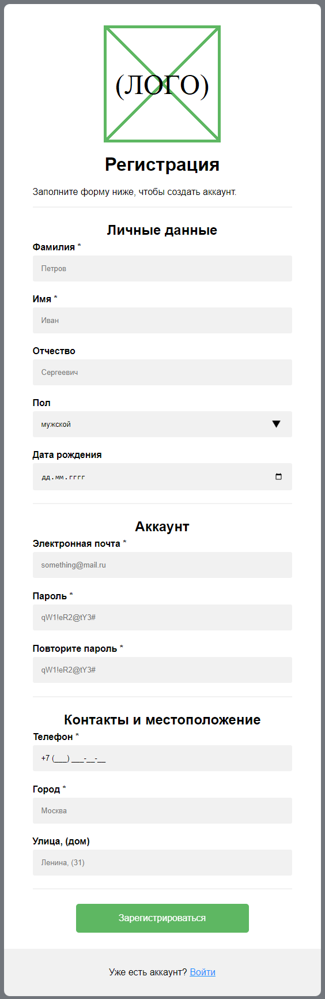 (ЛОГО)
Регистрация
Заполните форму ниже, чтобы создать аккаунт.
Личные данные
Фамилия *
Петров
Имя *
Иван
Отчество
Сергеевич
Пол
мужской
Дата рождения
дд.мм.гггг
Аккаунт
Электронная почта *
something@mail.ru
Пароль *
qW1!eR2@tY3#
Повторите пароль *
qW1!eR2@tY3#
Контакты и местоположение
Телефон *
+7 (___) ___-__-__
Город *
Москва
Улица, (дом)
Ленина, (31)
Зарегистрироваться
Уже есть аккаунт? Войти